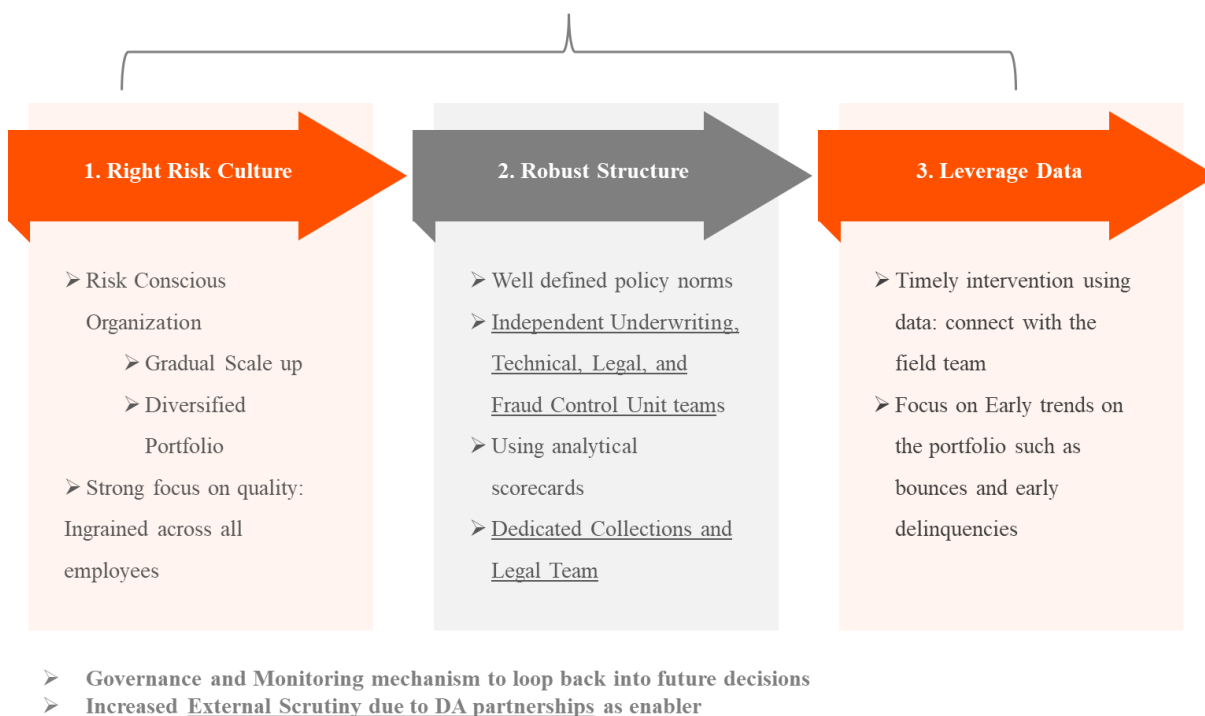 1. Right Risk Culture
➢ Risk Conscious
Organization
➢ Gradual Scale up
➢ Diversified
Portfolio
➢ Strong focus on quality:
Ingrained across all
employees
2. Robust Structure
➢ Well defined policy norms
➢ Independent Underwriting,
Technical, Legal, and
Fraud Control Unit teams
➢ Using analytical
scorecards
➢ Dedicated Collections and
Legal Team
3. Leverage Data
➢ Timely intervention using
data: connect with the
field team
➢ Focus on Early trends on
the portfolio such as
bounces and early
delinquencies
➢ Governance and Monitoring mechanism to loop back into future decisions
➢ Increased External Scrutiny due to DA partnerships as enabler